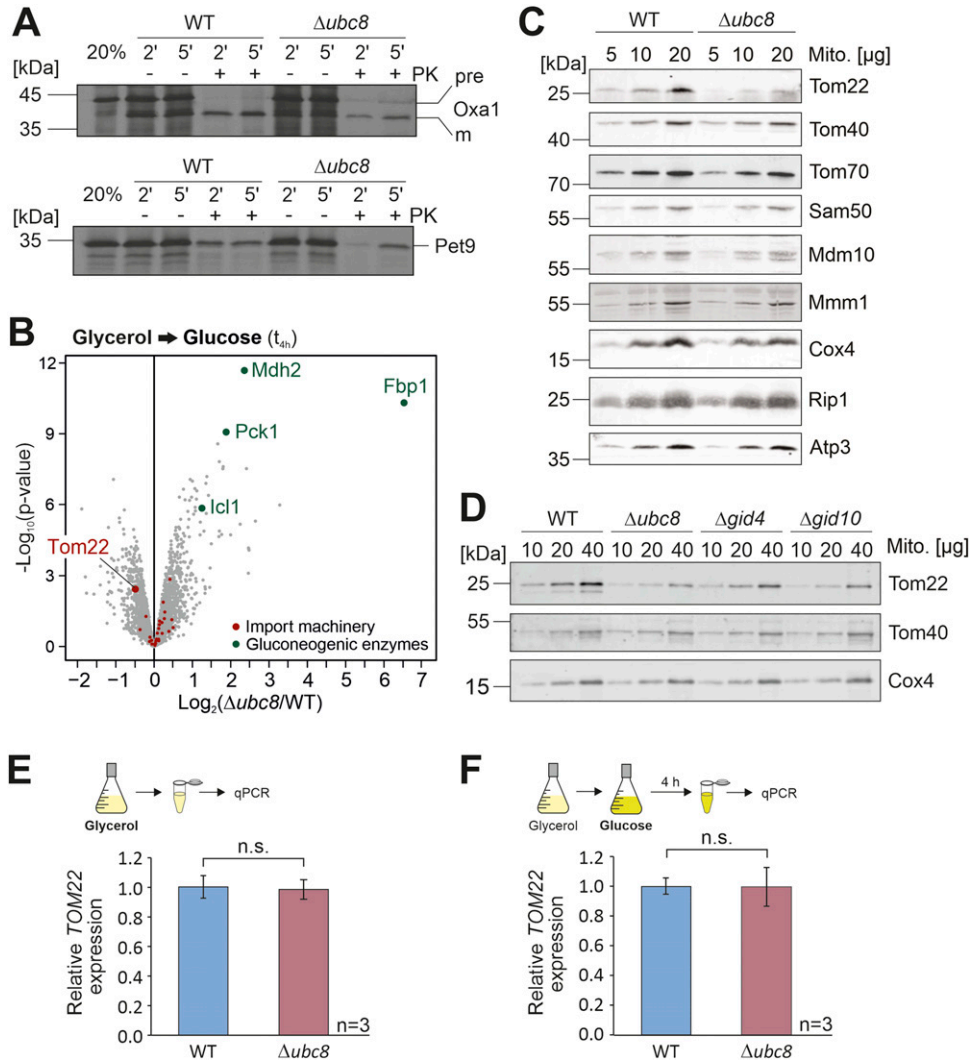 A
WT
Δubc8
20% 2' 5' 2' 5' 2' 5' 2' 5'
[kDa] - - + + - - + + PK
pre
45
Oxa1
35
m
WT
Δubc8
20% 2' 5' 2' 5' 2' 5' 2' 5'
[kDa] - - + + - - + + PK
35
Pet9
B
Glycerol ➡ Glucose (t4h)
12
9
6
3
0
-Log10(p-value)
Mdh2
Fbp1
Pck1
Icl1
Tom22
Import machinery
Gluconeogenic enzymes
−2 −1 0 1 2 3 4 5 6 7
Log2(Δubc8/WT)
C
WT
Δubc8
[kDa] 5 10 20 5 10 20 Mito. [µg]
25 Tom22
40 Tom40
70 Tom70
55 Sam50
55 Mdm10
55 Mmm1
15 Cox4
25 Rip1
35 Atp3
D
WT Δubc8 Δgid4 Δgid10
[kDa] 10 20 40 10 20 40 10 20 40 10 20 40 Mito. [µg]
25 Tom22
55 Tom40
15 Cox4
E
Glycerol
qPCR
n.s.
1.2
1.0
0.8
0.6
0.4
0.2
0.0
Relative TOM22
expression
n=3
WT Δubc8
F
4 h
Glycerol Glucose
qPCR
n.s.
1.2
1.0
0.8
0.6
0.4
0.2
0.0
Relative TOM22
expression
n=3
WT Δubc8